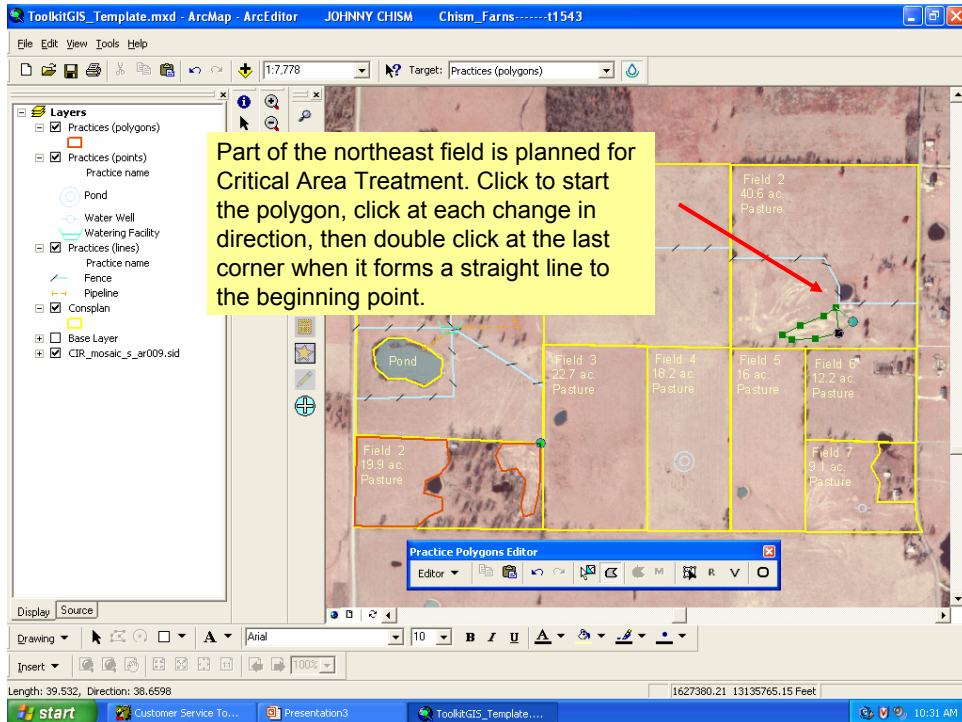 ToolkitGIS_Template.mxd - ArcMap - ArcEditor JOHNNY CHISM Chism_Farns-------t1543
File Edit View Tools Help
1:7,778 Target: Practices (polygons)
Layers
Practices (polygons)
Practices (points)
Practice name
Pond
Water Well
Watering Facility
Practices (lines)
Practice name
Fence
Pipeline
Consplan
Base Layer
CIR_mosaic_s_ar009.sid
Part of the northeast field is planned for
Critical Area Treatment. Click to start
the polygon, click at each change in
direction, then double click at the last
corner when it forms a straight line to
the beginning point.
Field 2
40.6 ac.
Pasture
Pond
Field 3
22.7 ac
Pasture
Field 4
18.2 ac
Pasture
Field 5
16 ac
Pasture
Field 6
12.2 ac
Pasture
Field 2
19.9 ac.
Pasture
Field 7
9.1 ac.
Pasture
Practice Polygons Editor
Editor M R V
Display Source
Drawing A Arial 10 B I U A
Insert 100%
Length: 39.532, Direction: 38.6598 1627380.21 13135765.15 Feet
start Customer Service To... Presentation3 ToolkitGIS_Template.... 10:31 AM